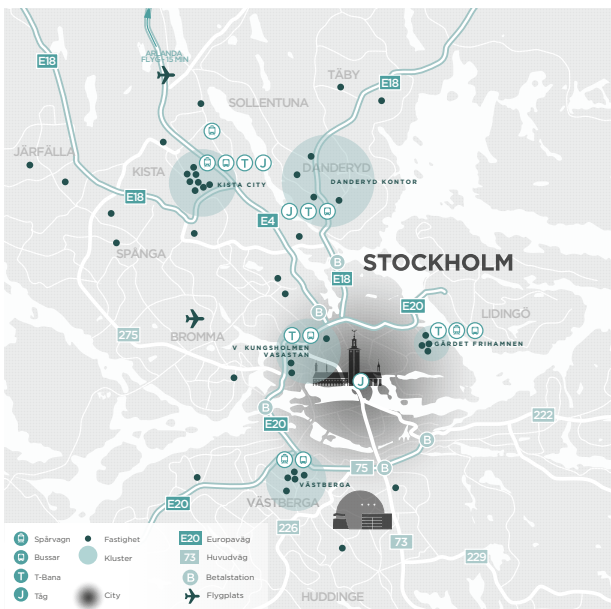 ARLANDA
FLYG - 15 MIN
E18
TÄBY
E18
SOLLENTUNA
JÄRFÄLLA
KISTA
T J
KISTA CITY
DANDERYD
DANDERYD KONTOR
E18
E4
J T
SPÅNGA
B
STOCKHOLM
E18
E20
B
LIDINGÖ
275
BROMMA
T
V KUNGSHOLMEN
VASASTAN
T
GÄRDET FRIHAMNEN
J
B
E20
222
B
75
B
VÄSTBERGA
VÄSTBERGA
E20
226
73
229
HUDDINGE
Spårvagn
Bussar
T T-Bana
J Tåg
Fastighet
Kluster
City
E20 Europaväg
73 Huvudväg
B Betalstation
Flygplats